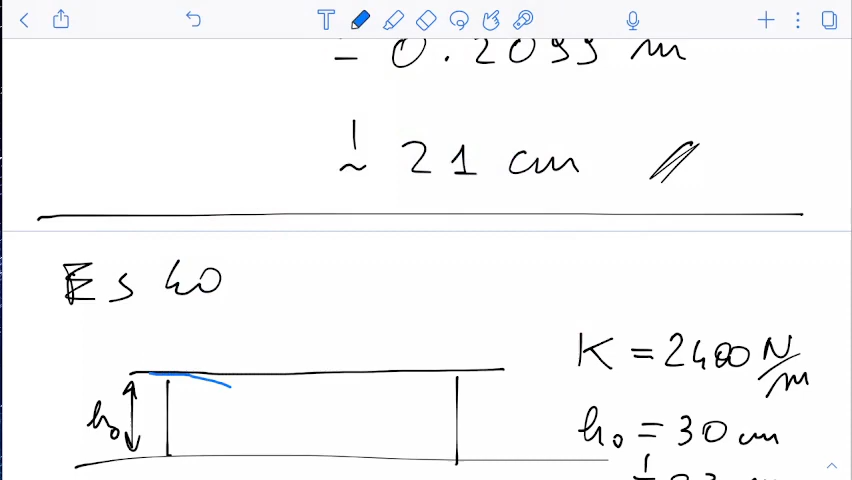 = 0.2099 m
≃ 21 cm
Es 40
K = 2400 N/m
h₀
h₀ = 30 cm